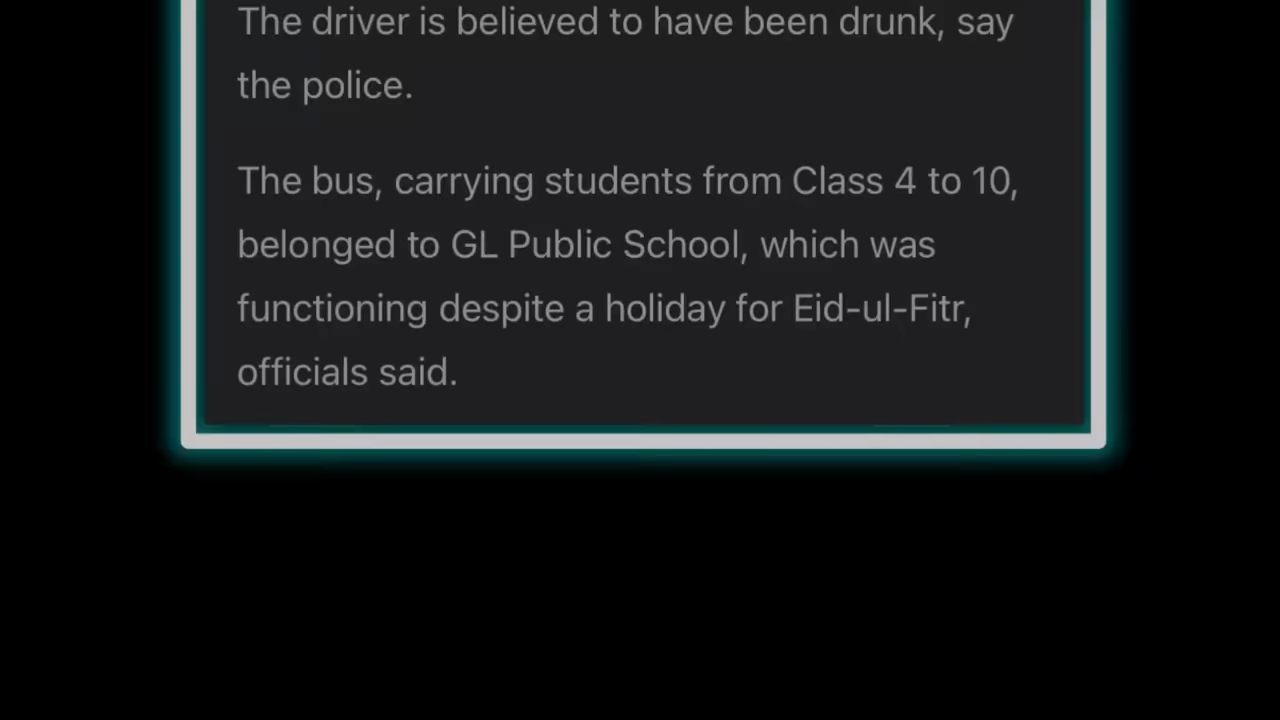 The driver is believed to have been drunk, say
the police.
The bus, carrying students from Class 4 to 10,
belonged to GL Public School, which was
functioning despite a holiday for Eid-ul-Fitr,
officials said.